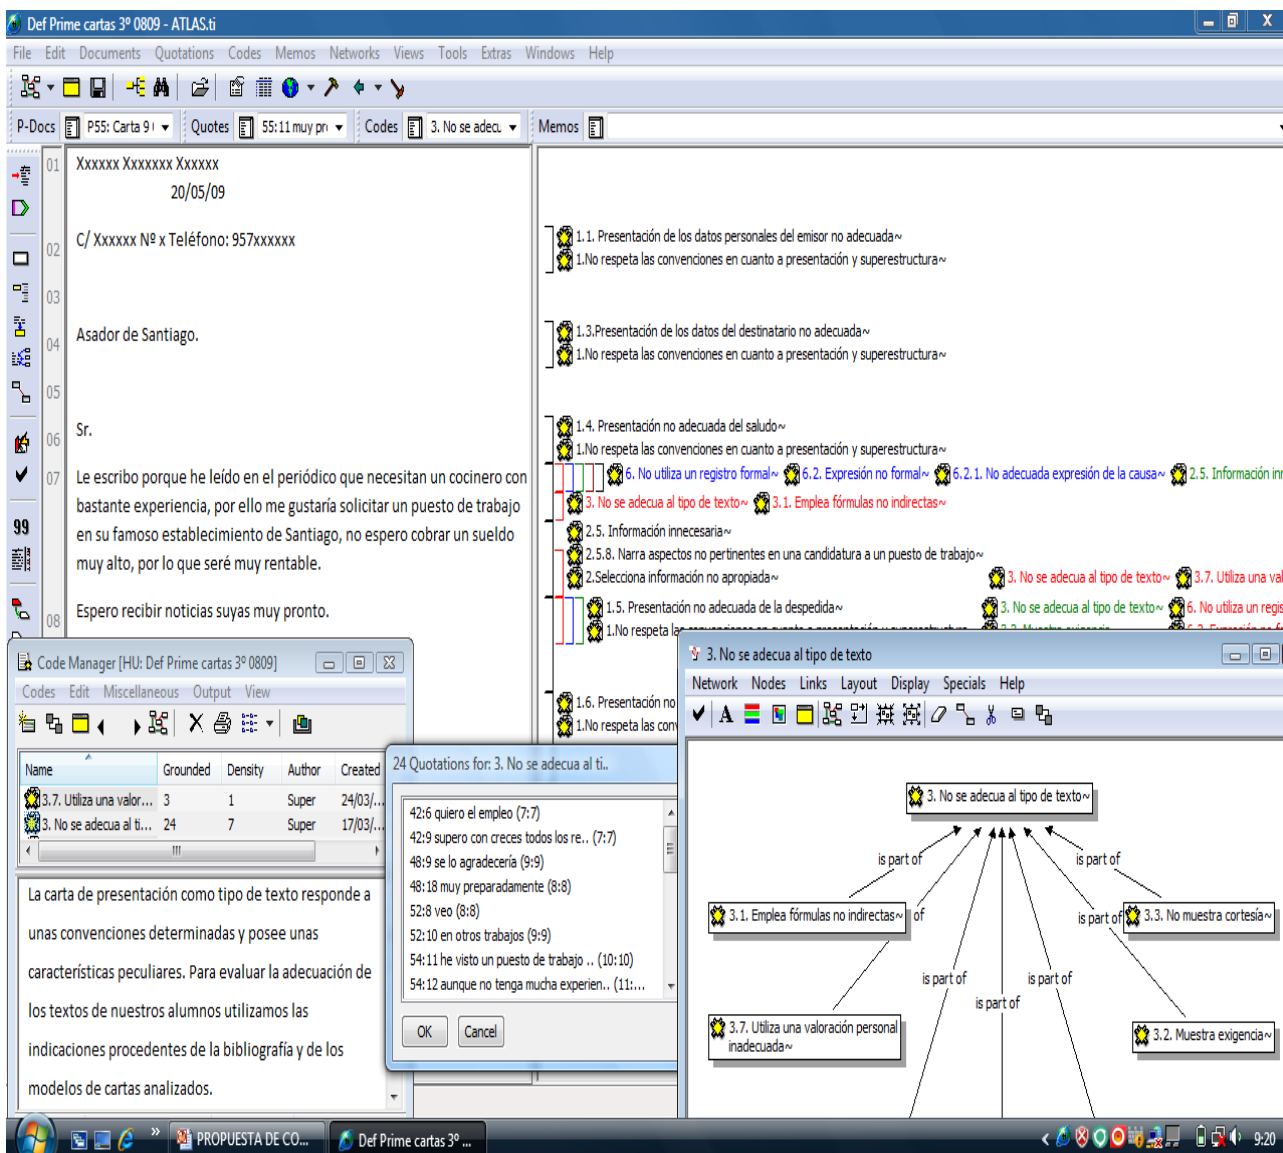 Def Prime cartas 3º 0809 - ATLAS.ti
File Edit Documents Quotations Codes Memos Networks Views Tools Extras Windows Help
P-Docs P55: Carta 9 Quotes 55:11 muy pr Codes 3. No se adecu Memos
01 Xxxxxx Xxxxxxx Xxxxxx
20/05/09
02 C/ Xxxxxx Nº x Teléfono: 957xxxxxx
03
04 Asador de Santiago.
05
06 Sr.
07 Le escribo porque he leído en el periódico que necesitan un cocinero con
bastante experiencia, por ello me gustaría solicitar un puesto de trabajo
en su famoso establecimiento de Santiago, no espero cobrar un sueldo
muy alto, por lo que seré muy rentable.
08 Espero recibir noticias suyas muy pronto.
99
1.1. Presentación de los datos personales del emisor no adecuada~
1.No respeta las convenciones en cuanto a presentación y superestructura~
1.3.Presentación de los datos del destinatario no adecuada~
1.No respeta las convenciones en cuanto a presentación y superestructura~
1.4. Presentación no adecuada del saludo~
1.No respeta las convenciones en cuanto a presentación y superestructura~
6. No utiliza un registro formal~ 6.2. Expresión no formal~ 6.2.1. No adecuada expresión de la causa~ 2.5. Información inn
3. No se adecua al tipo de texto~ 3.1. Emplea fórmulas no indirectas~
2.5. Información innecesaria~
2.5.8. Narra aspectos no pertinentes en una candidatura a un puesto de trabajo~
2.Selecciona información no apropiada~ 3. No se adecua al tipo de texto~ 3.7. Utiliza una val
1.5. Presentación no adecuada de la despedida~ 3. No se adecua al tipo de texto~ 6. No utiliza un regis
1.No respeta las
1.6. Presentación no
1.No respeta las conv
Code Manager [HU: Def Prime cartas 3º 0809]
Codes Edit Miscellaneous Output View
Name Grounded Density Author Created
3.7. Utiliza una valor... 3 1 Super 24/03/...
3. No se adecua al ti... 24 7 Super 17/03/...
La carta de presentación como tipo de texto responde a
unas convenciones determinadas y posee unas
características peculiares. Para evaluar la adecuación de
los textos de nuestros alumnos utilizamos las
indicaciones procedentes de la bibliografía y de los
modelos de cartas analizados.
24 Quotations for: 3. No se adecua al ti..
42:6 quiero el empleo (7:7)
42:9 supero con creces todos los re.. (7:7)
48:9 se lo agradecería (9:9)
48:18 muy preparadamente (8:8)
52:8 veo (8:8)
52:10 en otros trabajos (9:9)
54:11 he visto un puesto de trabajo .. (10:10)
54:12 aunque no tenga mucha experien.. (11:...
OK Cancel
3. No se adecua al tipo de texto
Network Nodes Links Layout Display Specials Help
A
3. No se adecua al tipo de texto~
is part of is part of
3.1. Emplea fórmulas no indirectas~ of is part of 3.3. No muestra cortesía~
is part of is part of
is part of
3.7. Utiliza una valoración personal
inadecuada~
3.2. Muestra exigencia~
PROPUESTA DE CO... Def Prime cartas 3º ... 9:20